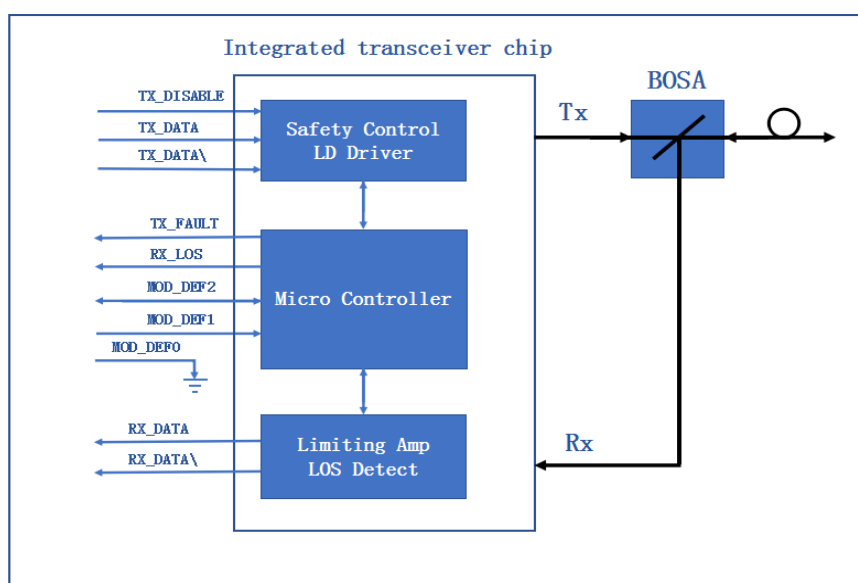 Integrated transceiver chip
BOSA
TX_DISABLE
TX_DATA
TX_DATA\
Safety Control
LD Driver
Tx
TX_FAULT
RX_LOS
MOD_DEF2
MOD_DEF1
MOD_DEF0
Micro Controller
RX_DATA
RX_DATA\
Limiting Amp
LOS Detect
Rx